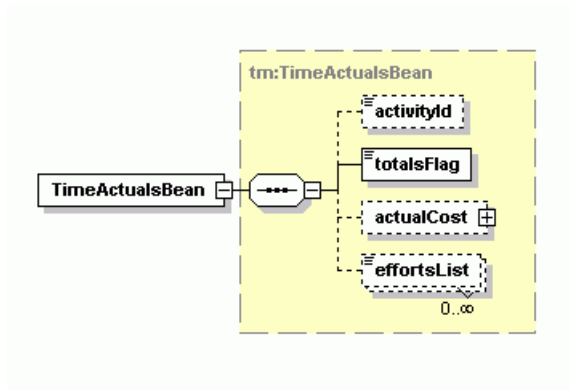 tm:TimeActualsBean
activityId
totalsFlag
TimeActualsBean
actualCost
effortsList
0..∞